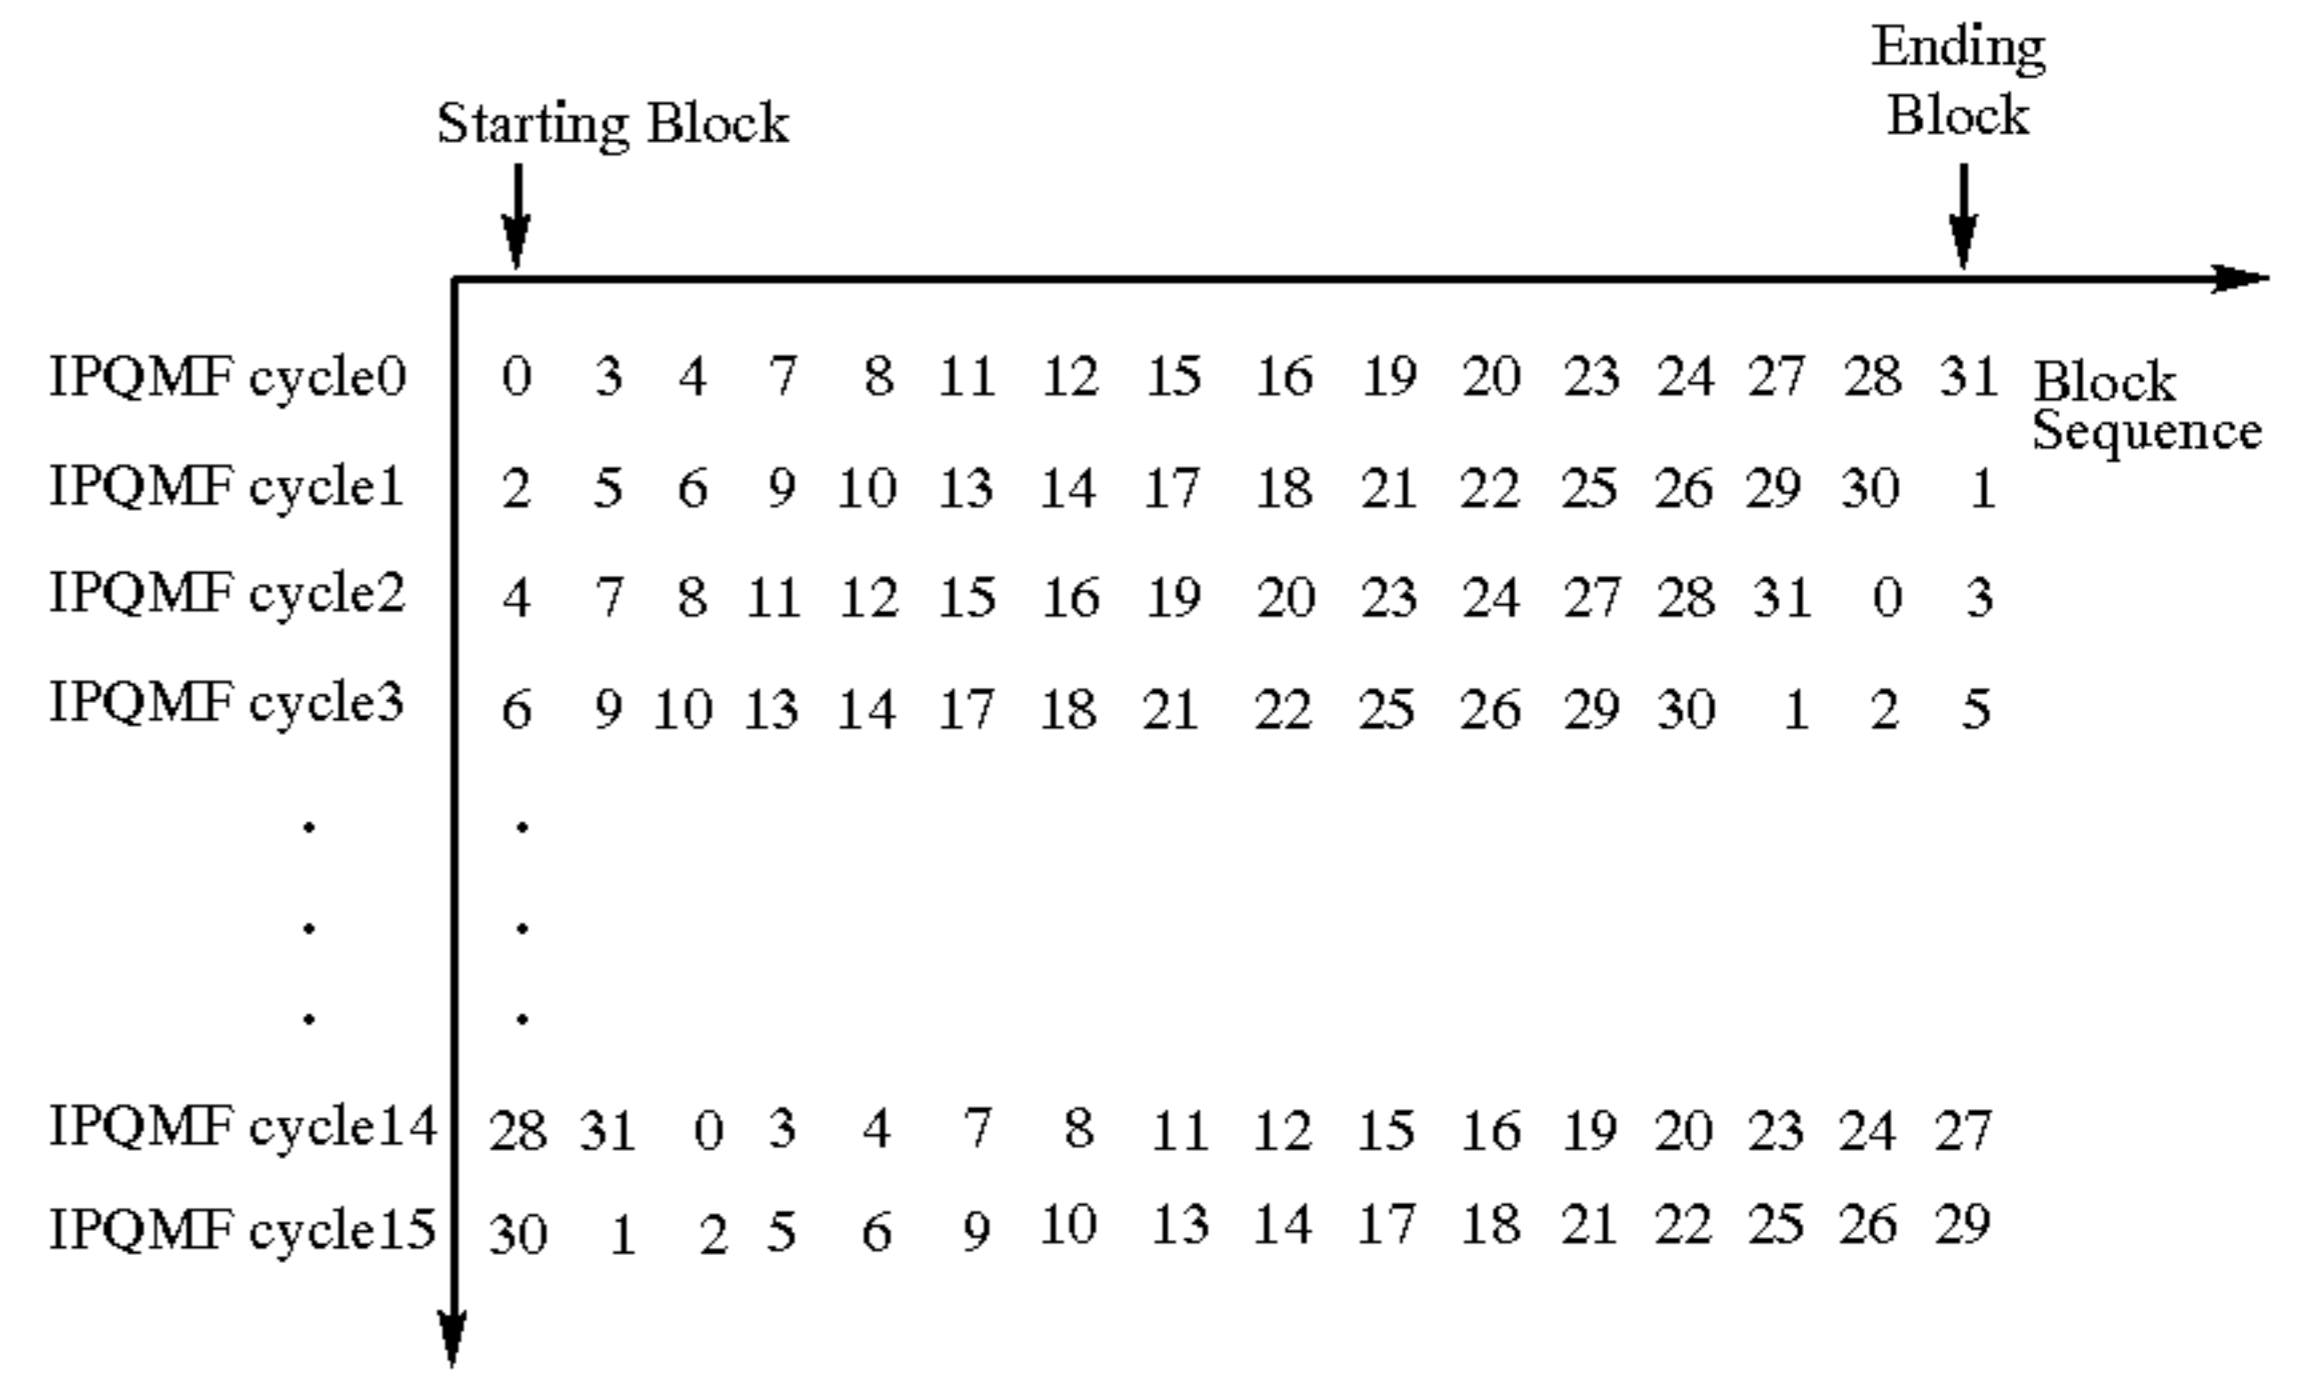 Ending
Block
Starting Block
IPQMF cycle0 0 3 4 7 8 11 12 15 16 19 20 23 24 27 28 31 Block
Sequence
IPQMF cycle1 2 5 6 9 10 13 14 17 18 21 22 25 26 29 30 1
IPQMF cycle2 4 7 8 11 12 15 16 19 20 23 24 27 28 31 0 3
IPQMF cycle3 6 9 10 13 14 17 18 21 22 25 26 29 30 1 2 5
. .
. .
. .
IPQMF cycle14 28 31 0 3 4 7 8 11 12 15 16 19 20 23 24 27
IPQMF cycle15 30 1 2 5 6 9 10 13 14 17 18 21 22 25 26 29